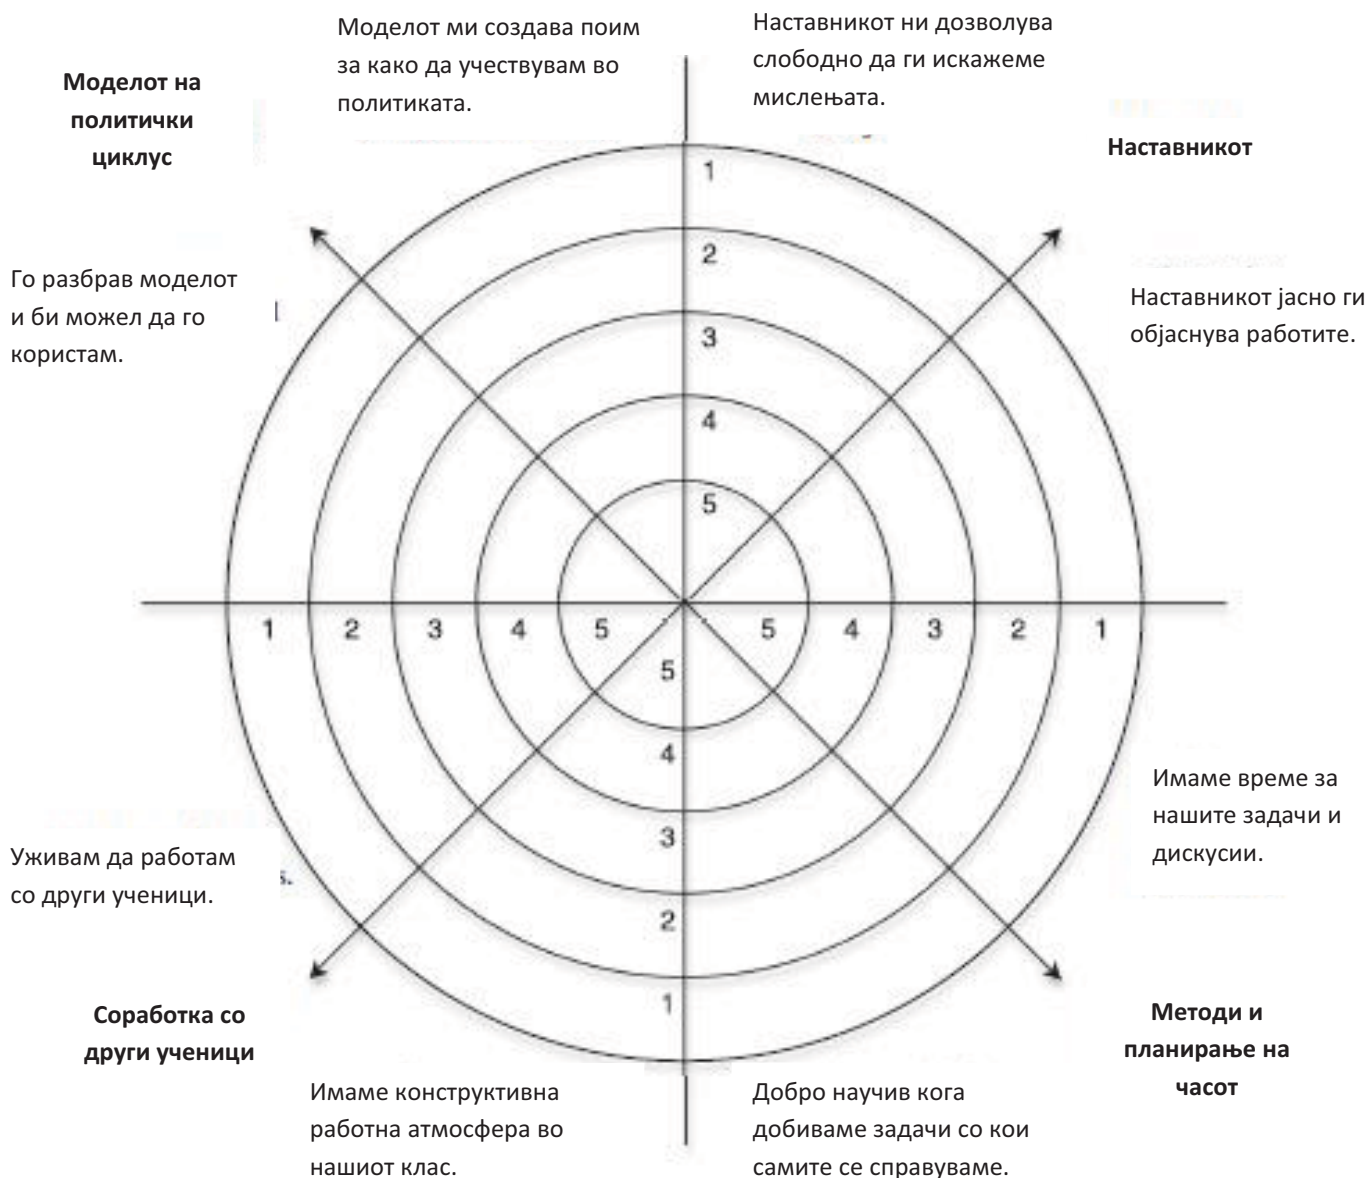 Моделот ми создава поим
за како да учествувам во
политиката.
Наставникот ни дозволува
слободно да ги искажеме
мислењата.
Моделот на
политички
циклус
Наставникот
Го разбрав моделот
и би можел да го
користам.
Наставникот јасно ги
објаснува работите.
1
2
3
4
5
1 2 3 4 5 5 4 3 2 1
5
4
3
2
1
Уживам да работам
со други ученици.
s.
Имаме време за
нашите задачи и
дискусии.
Соработка со
други ученици
Методи и
планирање на
часот
Имаме конструктивна
работна атмосфера во
нашиот клас.
Добро научив кога
добиваме задачи со кои
самите се справуваме.